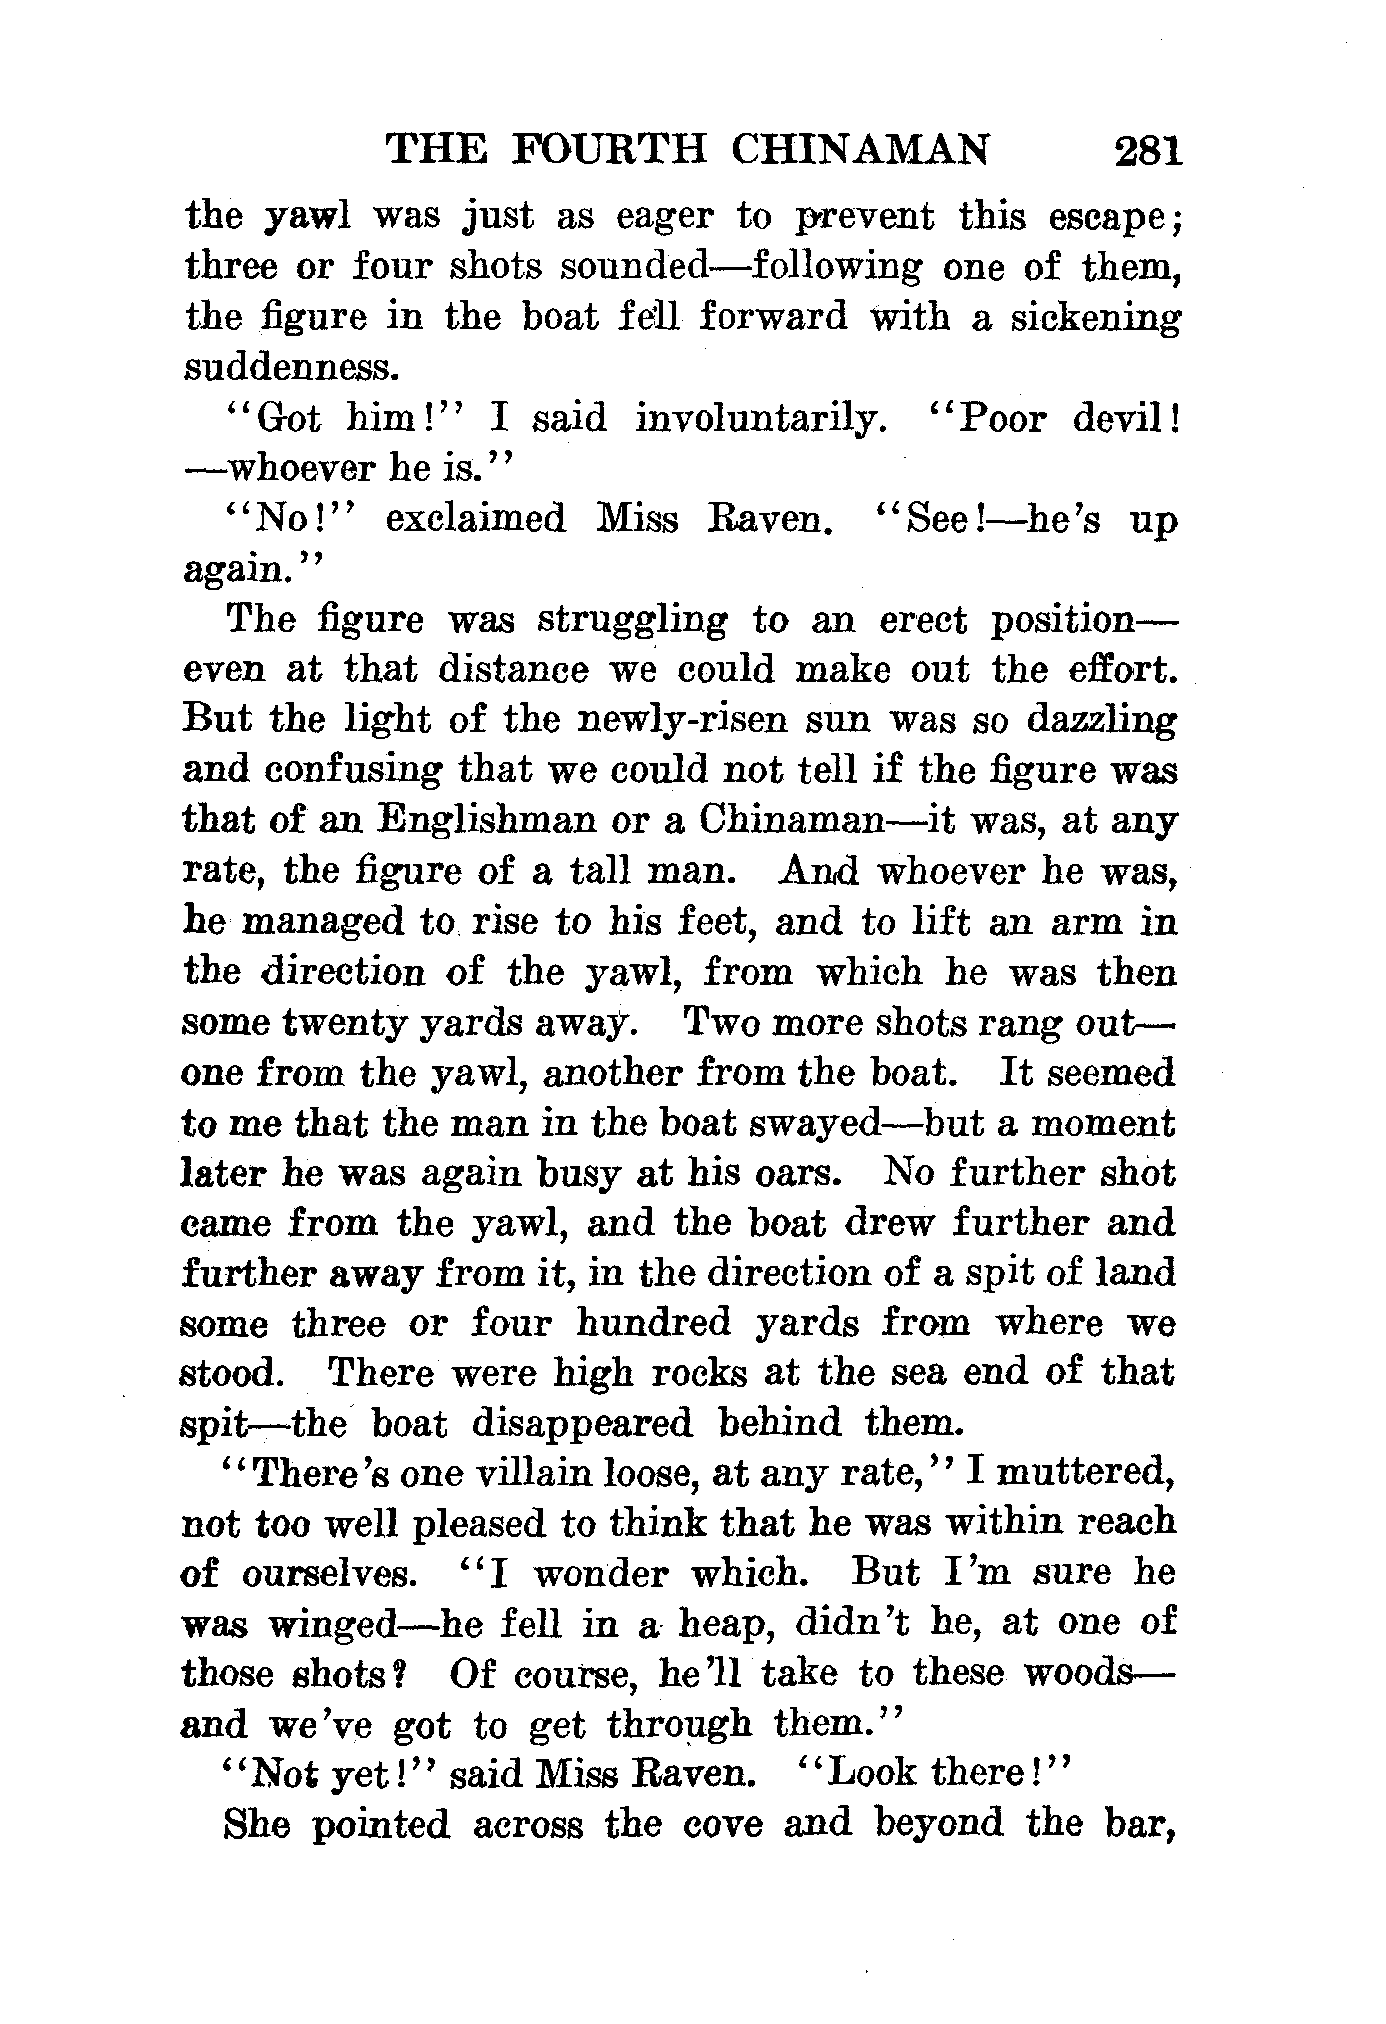 THE FOURTH CHINAMAN 281
the yawl was just as eager to prevent this escape;
three or four shots sounded—following one of them,
the figure in the boat fell forward with a sickening
suddenness.
"Got him!" I said involuntarily. "Poor devil!
—whoever he is."
"No!" exclaimed Miss Raven. "See!—he's up
again."
The figure was struggling to an erect position—
even at that distance we could make out the effort.
But the light of the newly-risen sun was so dazzling
and confusing that we could not tell if the figure was
that of an Englishman or a Chinaman—it was, at any
rate, the figure of a tall man. And whoever he was,
he managed to rise to his feet, and to lift an arm in
the direction of the yawl, from which he was then
some twenty yards away. Two more shots rang out—
one from the yawl, another from the boat. It seemed
to me that the man in the boat swayed—but a moment
later he was again busy at his oars. No further shot
came from the yawl, and the boat drew further and
further away from it, in the direction of a spit of land
some three or four hundred yards from where we
stood. There were high rocks at the sea end of that
spit—the boat disappeared behind them.
"There's one villain loose, at any rate," I muttered,
not too well pleased to think that he was within reach
of ourselves. "I wonder which. But I'm sure he
was winged—he fell in a heap, didn't he, at one of
those shots? Of course, he'll take to these woods—
and we've got to get through them."
"Not yet!" said Miss Raven. "Look there!"
She pointed across the cove and beyond the bar,